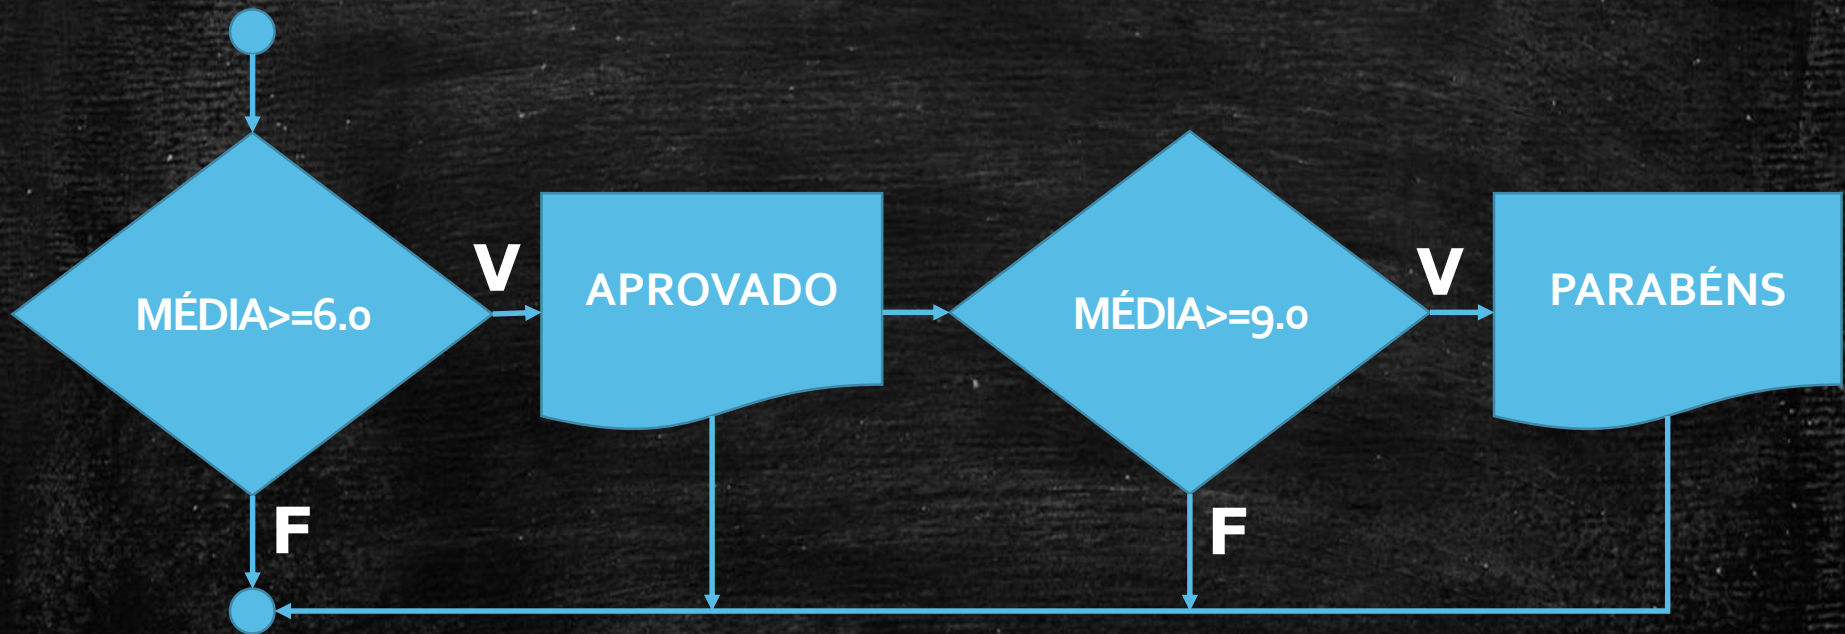 MÉDIA>=6.0
V
APROVADO
MÉDIA>=9.0
V
PARABÉNS
F
F